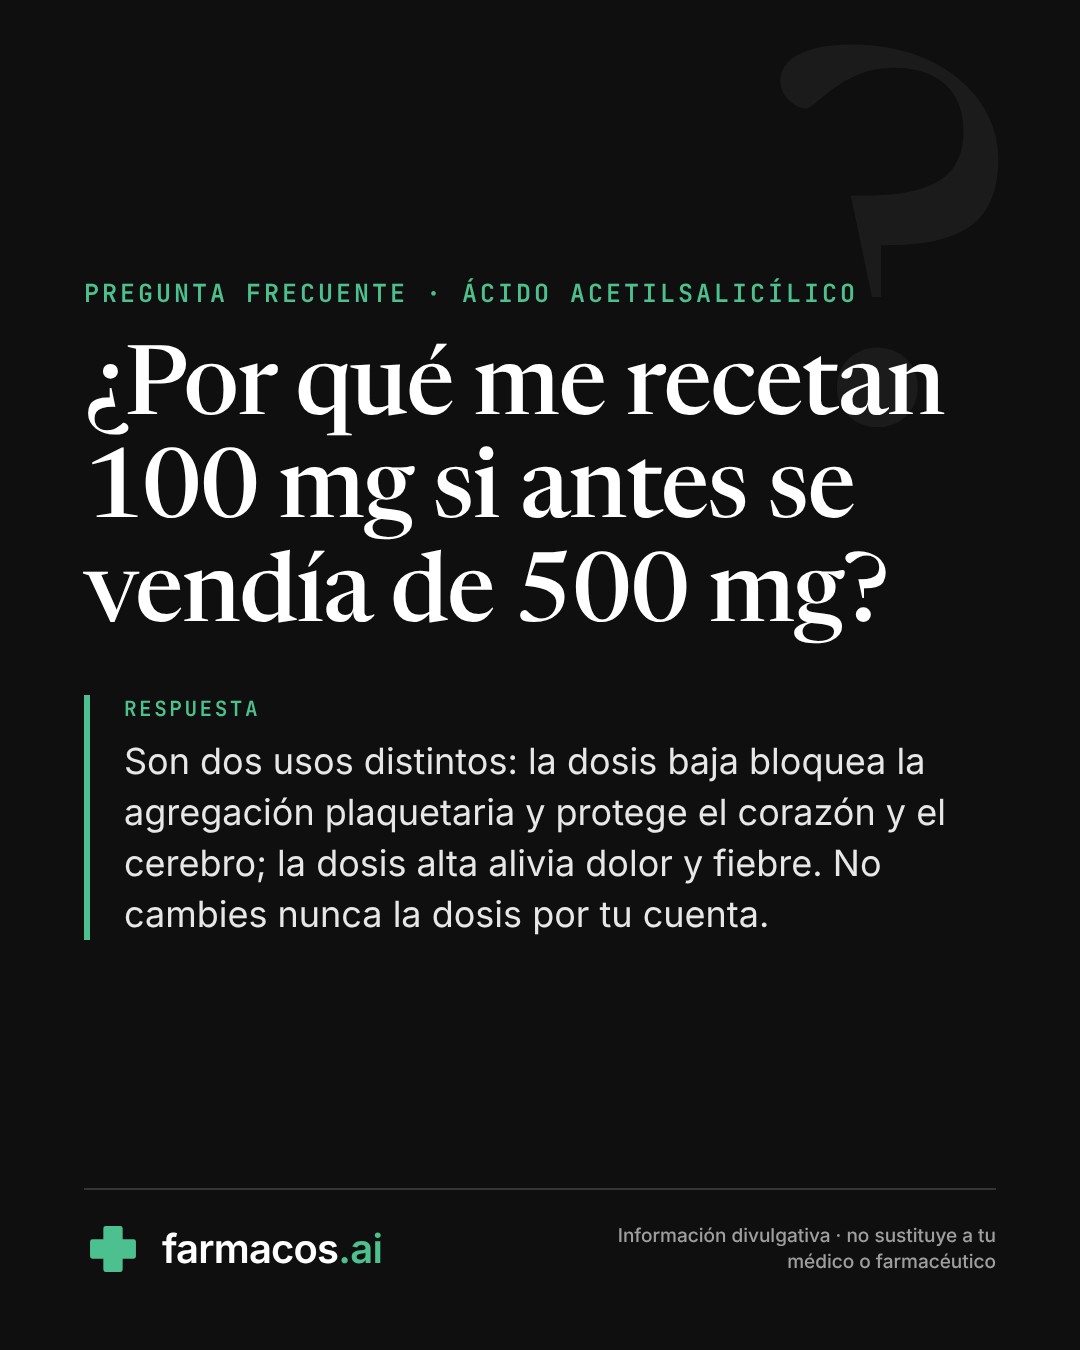 PREGUNTA FRECUENTE · ÁCIDO ACETILSALICÍLICO
¿Por qué me recetan
100 mg si antes se
vendía de 500 mg?
RESPUESTA
Son dos usos distintos: la dosis baja bloquea la
agregación plaquetaria y protege el corazón y el
cerebro; la dosis alta alivia dolor y fiebre. No
cambies nunca la dosis por tu cuenta.
farmacos.ai
Información divulgativa · no sustituye a tu
médico o farmacéutico